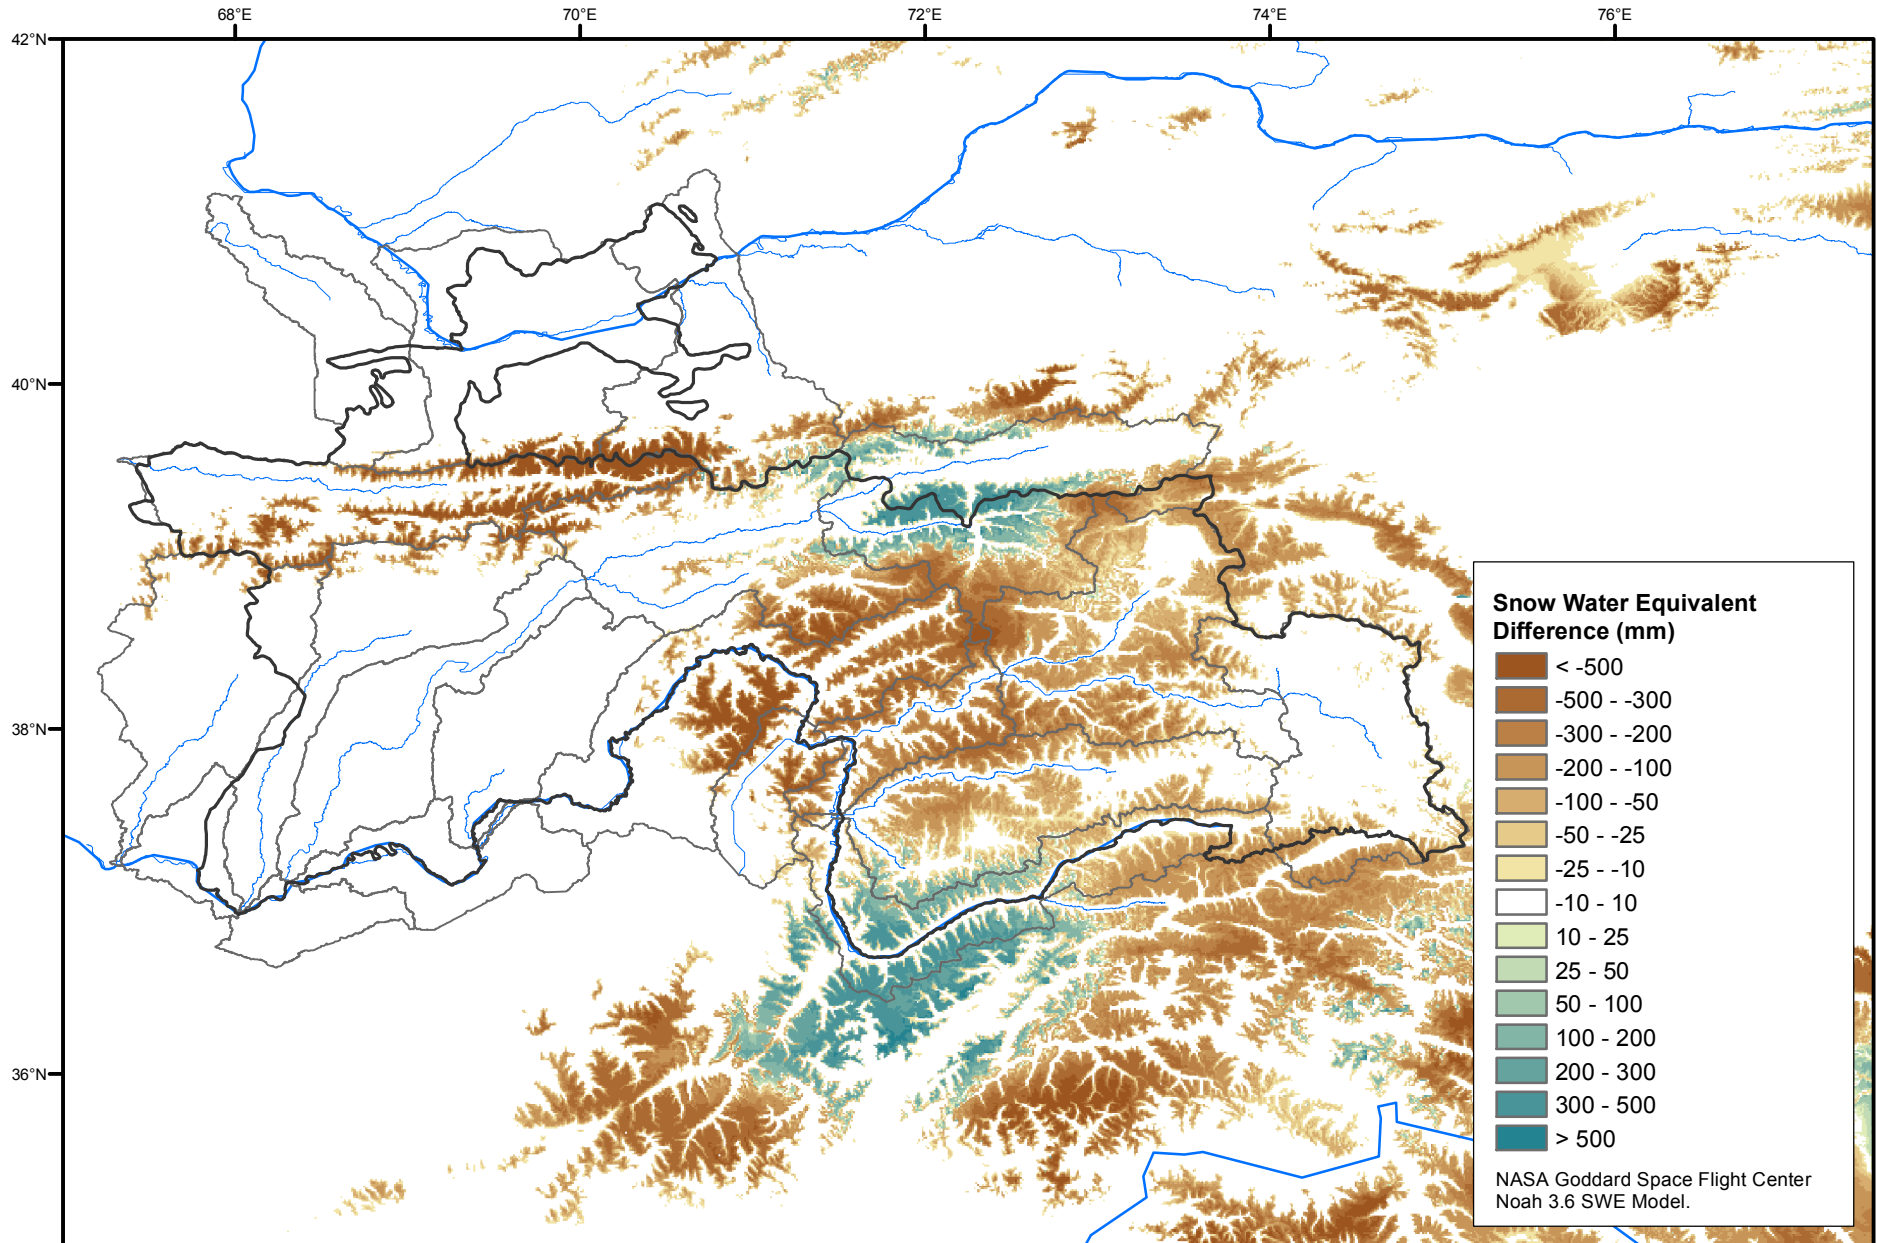 68°E 70°E 72°E 74°E 76°E
42°N
40°N
38°N
36°N
Snow Water Equivalent
Difference (mm)
< -500
-500 - -300
-300 - -200
-200 - -100
-100 - -50
-50 - -25
-25 - -10
-10 - 10
10 - 25
25 - 50
50 - 100
100 - 200
200 - 300
300 - 500
> 500
NASA Goddard Space Flight Center
Noah 3.6 SWE Model.